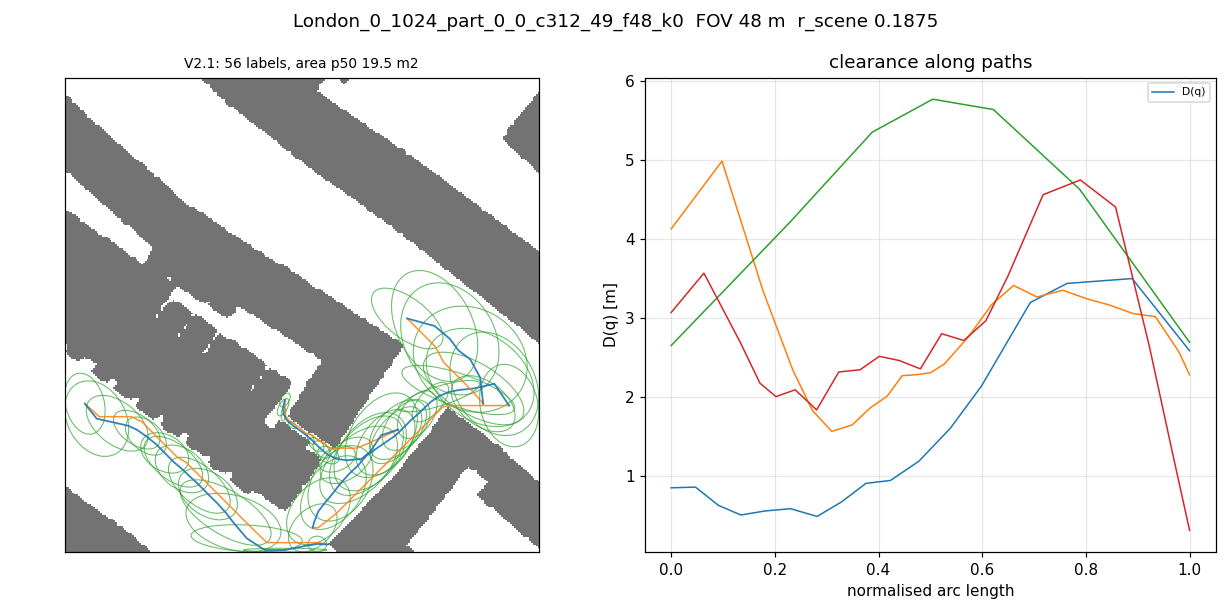 London_0_1024_part_0_0_c312_49_f48_k0 FOV 48 m r_scene 0.1875
V2.1: 56 labels, area p50 19.5 m2
clearance along paths
D(q)
6
5
4
3
2
1
D(q) [m]
0.0 0.2 0.4 0.6 0.8 1.0
normalised arc length